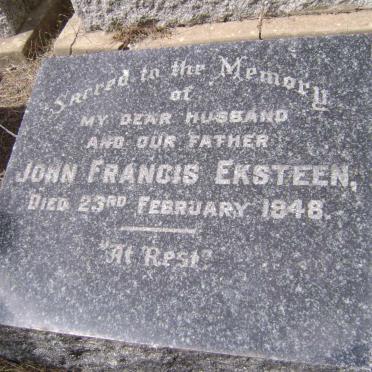 Sacred to the Memory
of
MY DEAR HUSBAND
AND OUR FATHER
JOHN FRANCIS EKSTEEN,
DIED 23RD FEBRUARY 1948.
"At Rest"